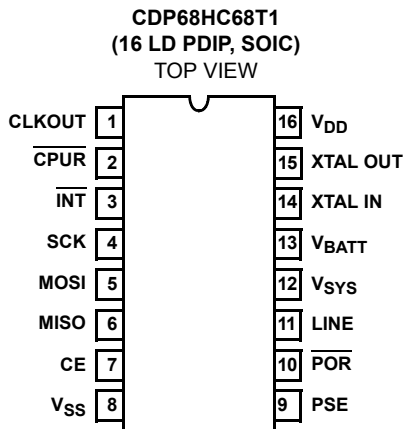 CDP68HC68T1
(16 LD PDIP, SOIC)
TOP VIEW
CLKOUT 1 16 VDD
CPUR 2 15 XTAL OUT
INT 3 14 XTAL IN
SCK 4 13 VBATT
MOSI 5 12 VSYS
MISO 6 11 LINE
CE 7 10 POR
VSS 8 9 PSE